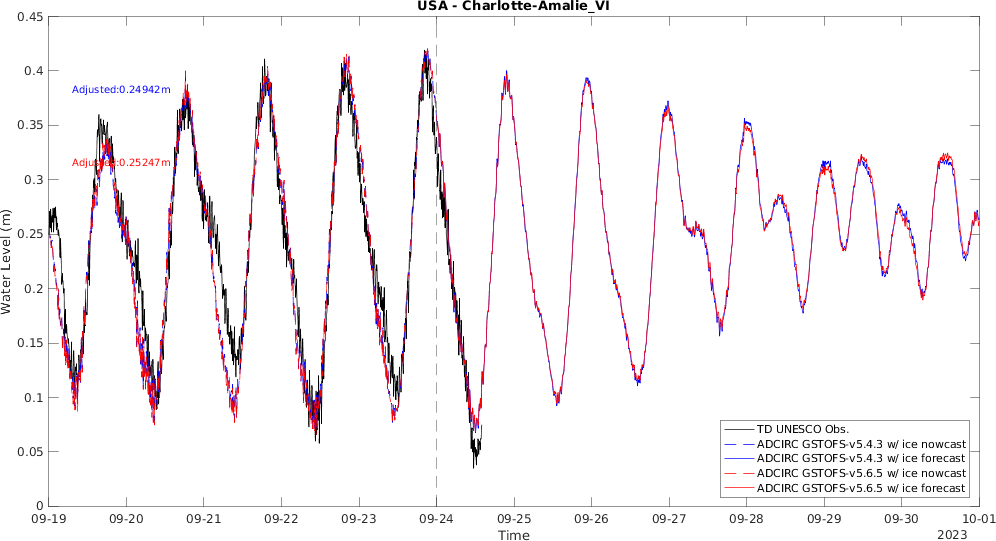 USA - Charlotte-Amalie_VI
0.45
0.4
0.35
0.3
0.25
0.2
0.15
0.1
0.05
0
Water Level (m)
Adjusted:0.24942m
Adjusted:0.25247m
TD UNESCO Obs.
ADCIRC GSTOFS-v5.4.3 w/ ice nowcast
ADCIRC GSTOFS-v5.4.3 w/ ice forecast
ADCIRC GSTOFS-v5.6.5 w/ ice nowcast
ADCIRC GSTOFS-v5.6.5 w/ ice forecast
09-19 09-20 09-21 09-22 09-23 09-24 09-25 09-26 09-27 09-28 09-29 09-30 10-01
Time
2023